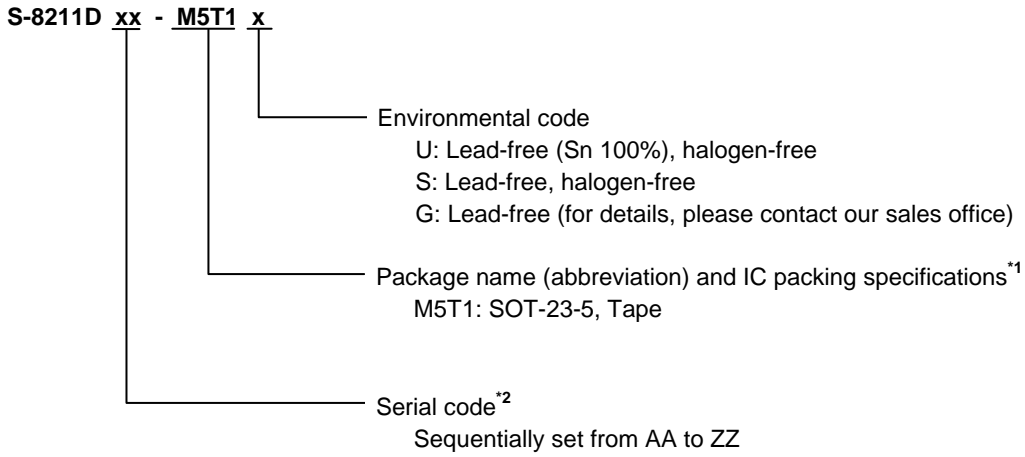 S-8211D xx - M5T1 x
Environmental code
U: Lead-free (Sn 100%), halogen-free
S: Lead-free, halogen-free
G: Lead-free (for details, please contact our sales office)
Package name (abbreviation) and IC packing specifications*1
M5T1: SOT-23-5, Tape
Serial code*2
Sequentially set from AA to ZZ